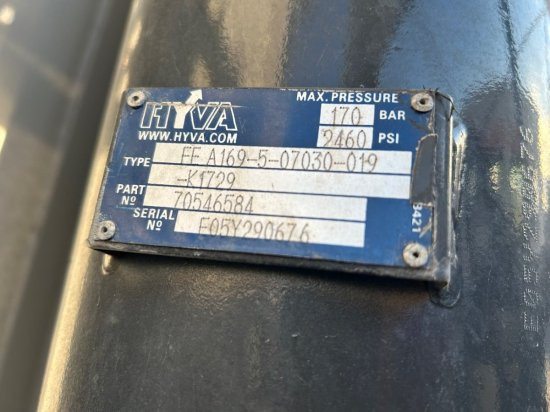 HYVA
WWW.HYVA.COM
MAX. PRESSURE
170 BAR
2460 PSI
TYPE FE A169-5-07030-019
-K1729
PART Nº 70546584
SERIAL Nº E05Y290676